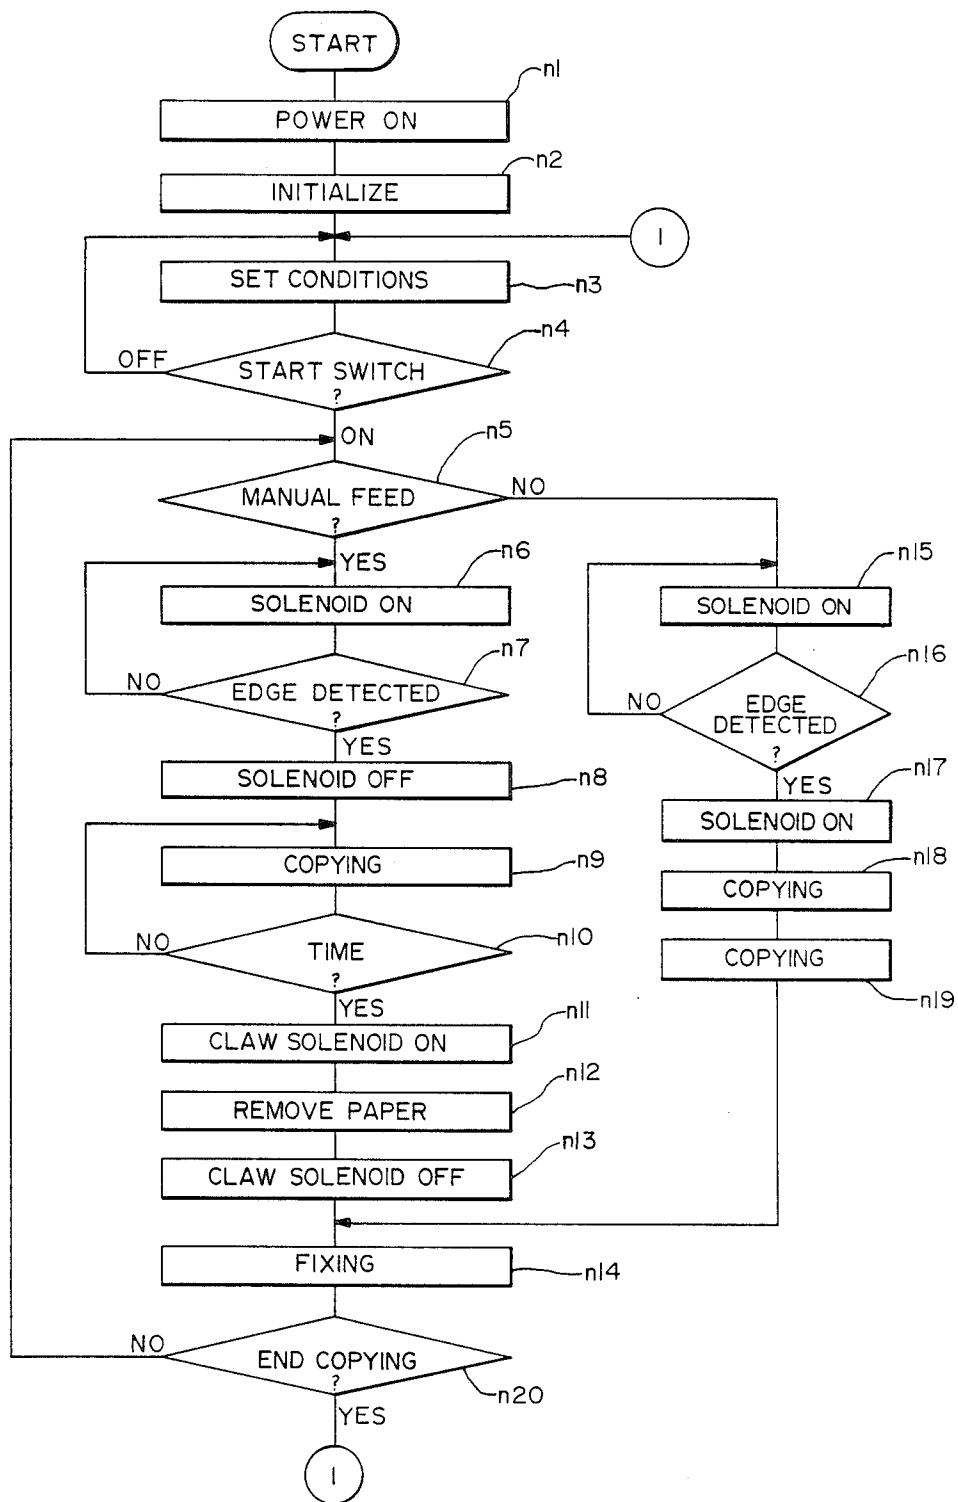 START
n1
POWER ON
n2
INITIALIZE
1
SET CONDITIONS
n3
n4
OFF
START SWITCH
?
ON
n5
MANUAL FEED
?
NO
YES
n6
SOLENOID ON
n7
NO
EDGE DETECTED
?
YES
SOLENOID OFF
n8
COPYING
n9
NO
TIME
?
n10
YES
n11
CLAW SOLENOID ON
n12
REMOVE PAPER
n13
CLAW SOLENOID OFF
n15
SOLENOID ON
n16
NO
EDGE
DETECTED
?
YES
n17
SOLENOID ON
n18
COPYING
COPYING
n19
FIXING
n14
NO
END COPYING
?
n20
YES
1